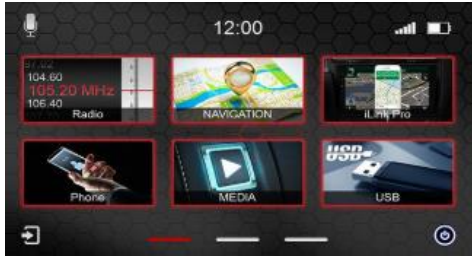 12:00
97.02
104.60
105.20 MHz
106.40
Radio
NAVIGATION
iLink Pro
Phone
MEDIA
USB
USB